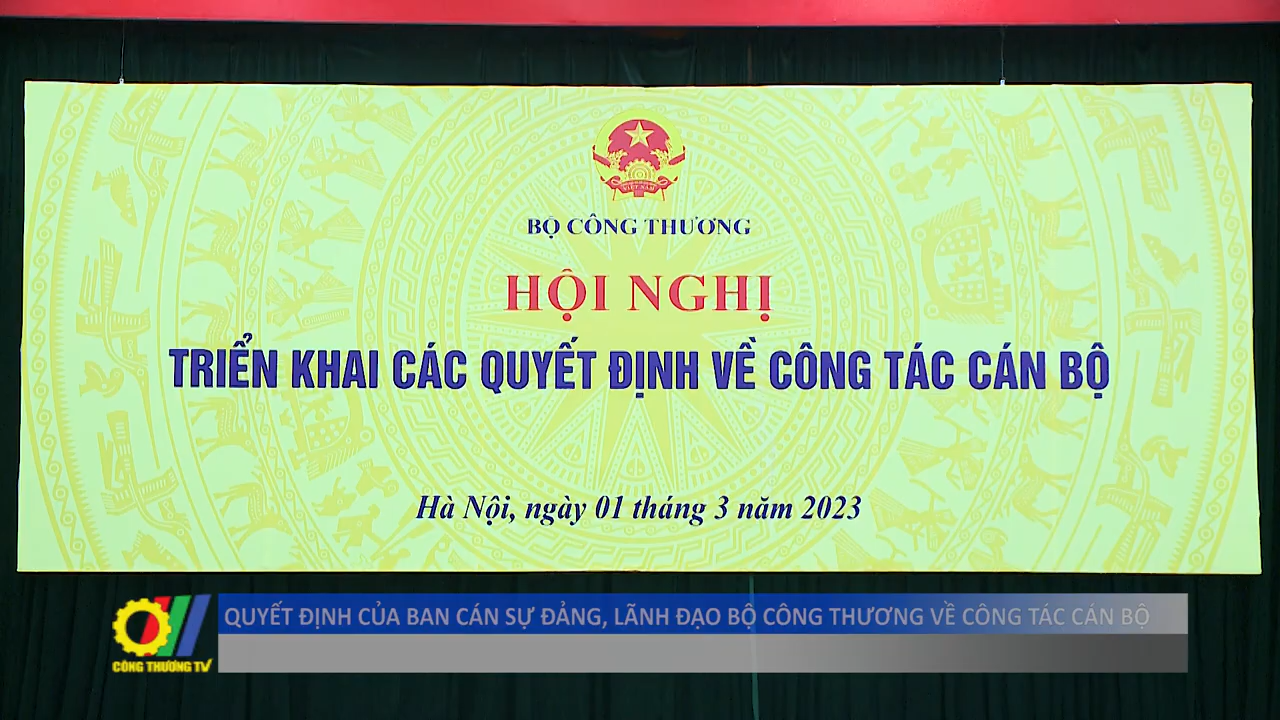 VIỆT NAM
BỘ CÔNG THƯƠNG
HỘI NGHỊ
TRIỂN KHAI CÁC QUYẾT ĐỊNH VỀ CÔNG TÁC CÁN BỘ
Hà Nội, ngày 01 tháng 3 năm 2023
QUYẾT ĐỊNH CỦA BAN CÁN SỰ ĐẢNG, LÃNH ĐẠO BỘ CÔNG THƯƠNG VỀ CÔNG TÁC CÁN BỘ
CÔNG THƯƠNG TV